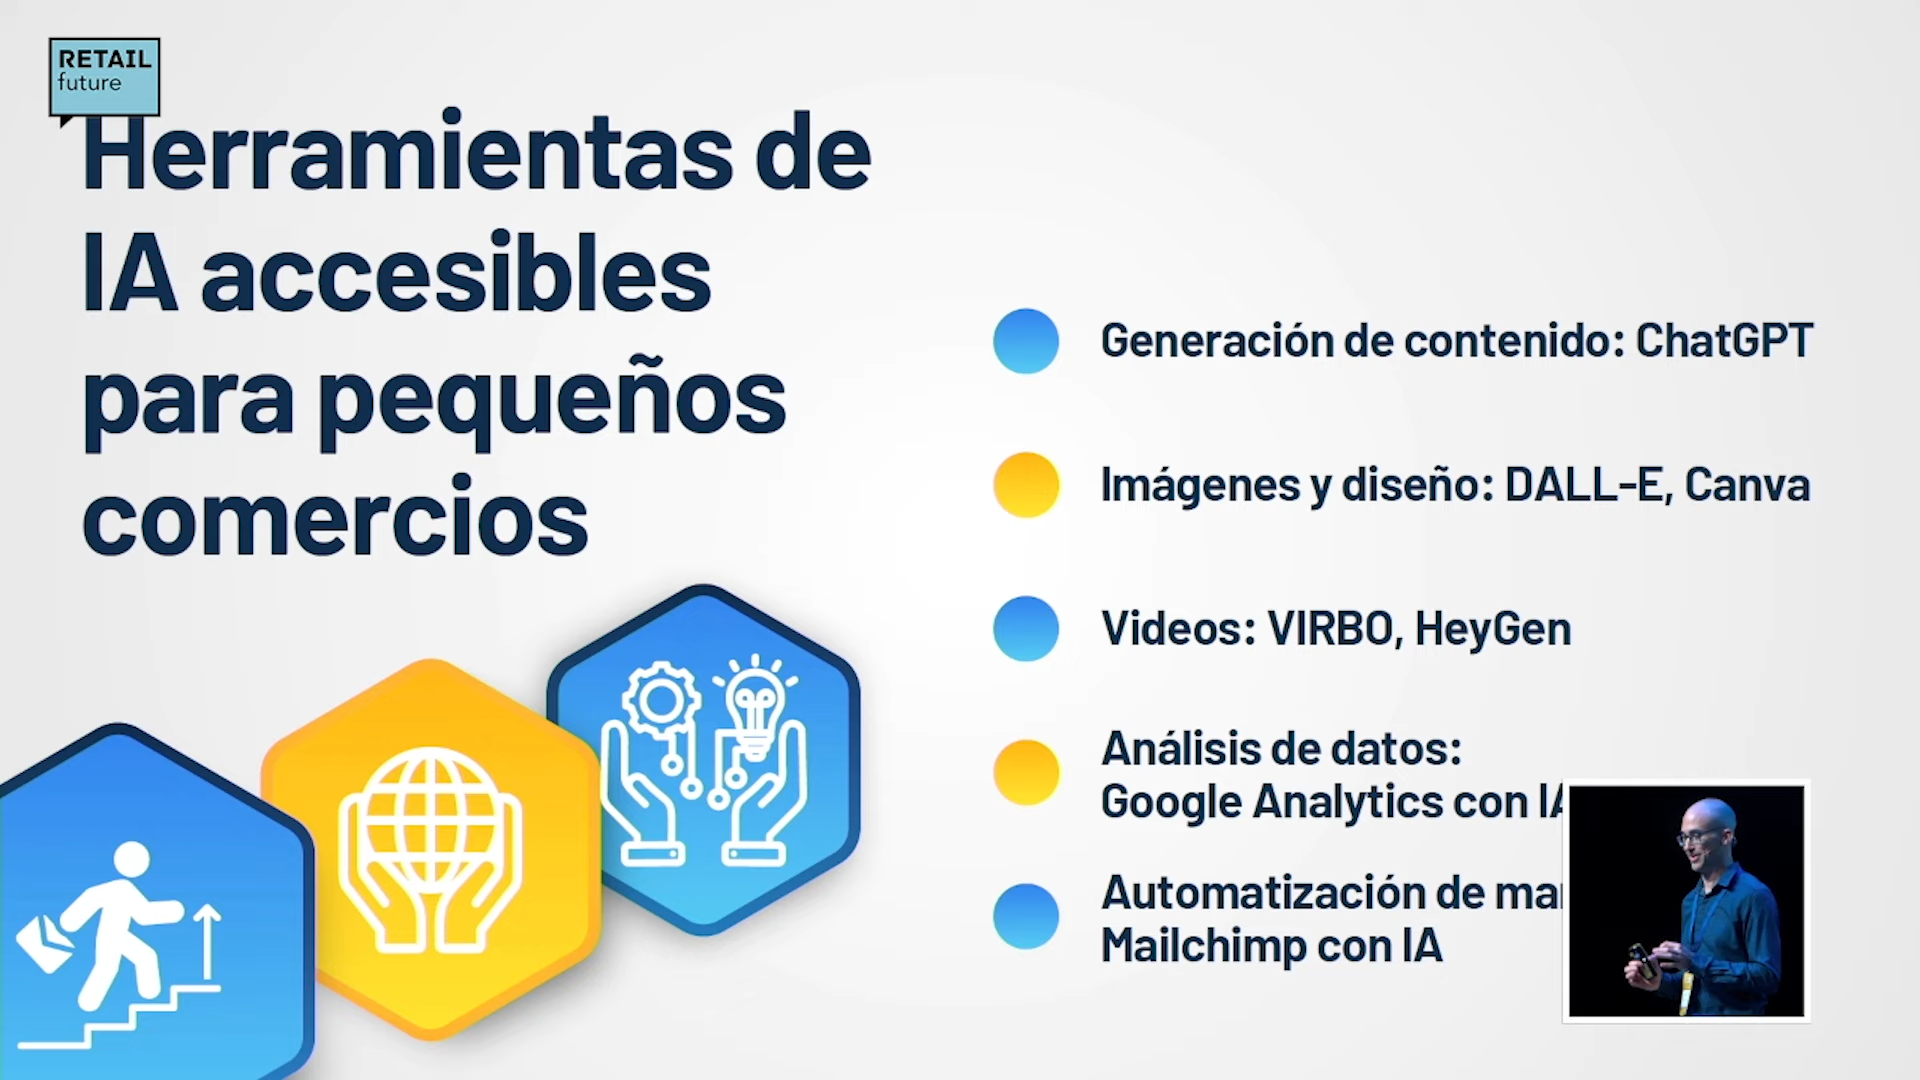 RETAIL
future
Herramientas de
IA accesibles
para pequeños
comercios
Generación de contenido: ChatGPT
Imágenes y diseño: DALL-E, Canva
Videos: VIRBO, HeyGen
Análisis de datos:
Google Analytics con IA
Automatización de
Mailchimp con IA